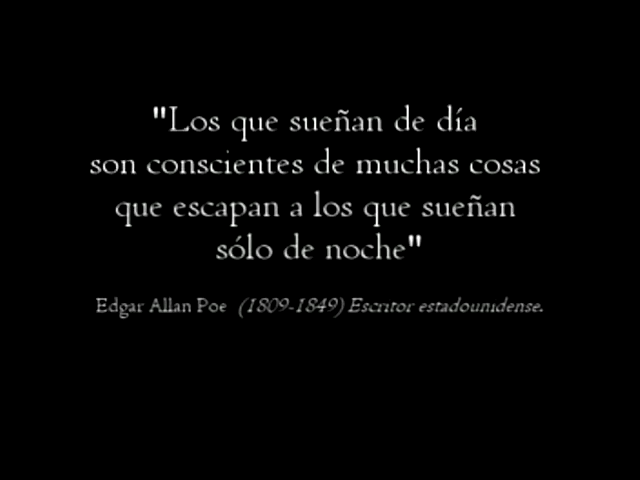 "Los que sueñan de día
son conscientes de muchas cosas
que escapan a los que sueñan
sólo de noche"
Edgar Allan Poe (1809-1849) Escritor estadounidense.